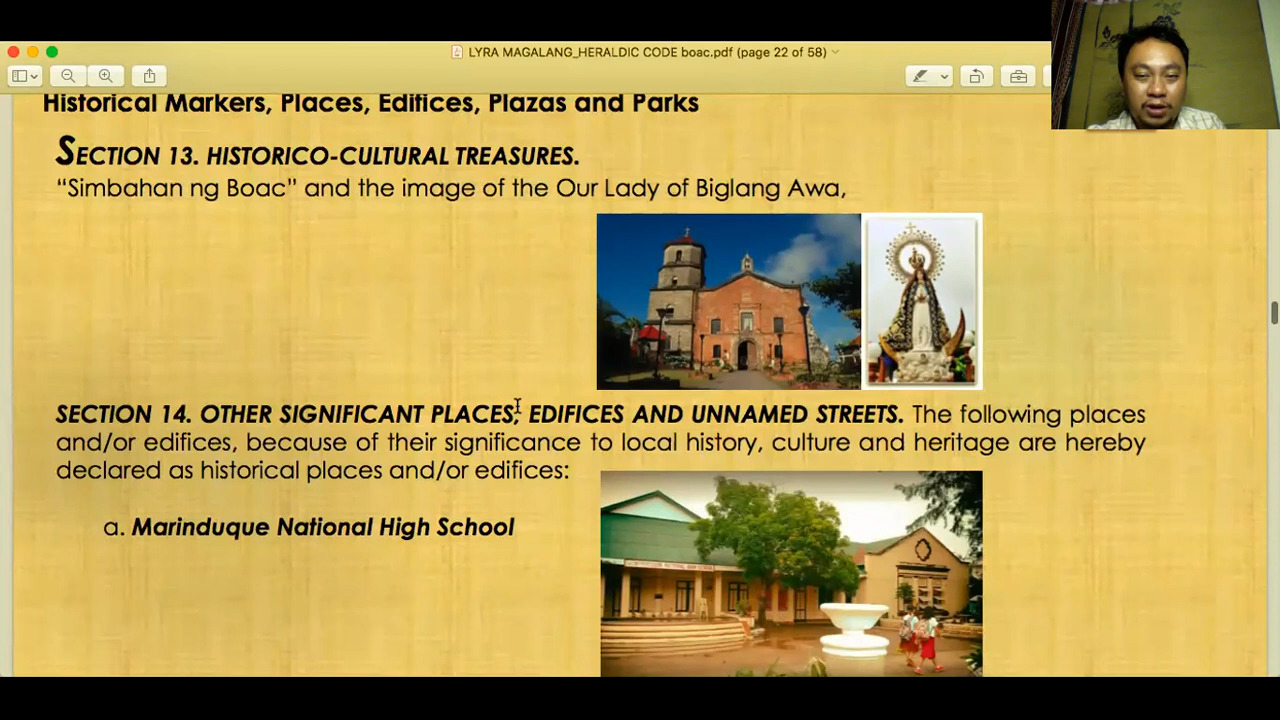 LYRA MAGALANG_HERALDIC CODE boac.pdf (page 22 of 58)
Historical Markers, Places, Edifices, Plazas and Parks
SECTION 13. HISTORICO-CULTURAL TREASURES.
“Simbahan ng Boac” and the image of the Our Lady of Biglang Awa,
SECTION 14. OTHER SIGNIFICANT PLACES, EDIFICES AND UNNAMED STREETS. The following places
and/or edifices, because of their significance to local history, culture and heritage are hereby
declared as historical places and/or edifices:
a. Marinduque National High School